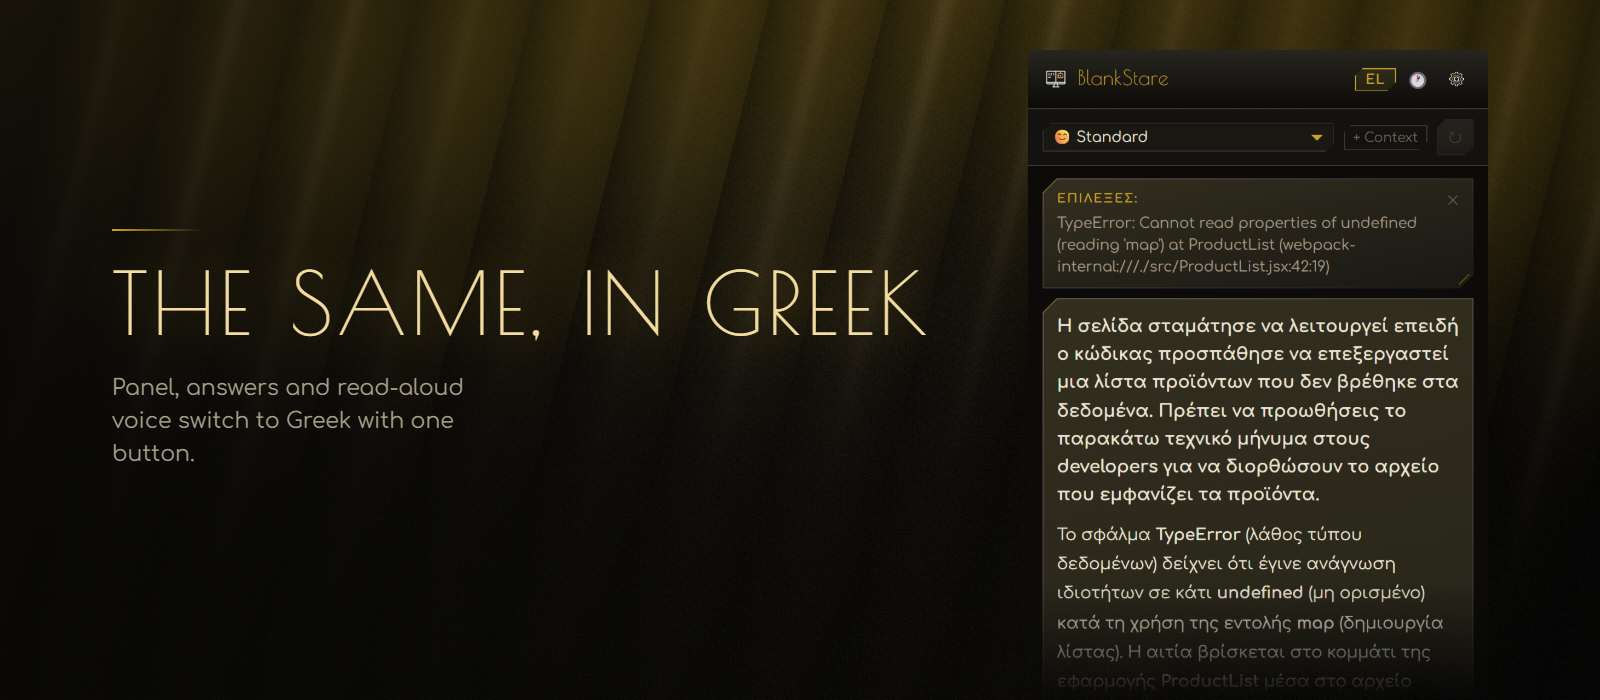 THE SAME, IN GREEK
Panel, answers and read-aloud
voice switch to Greek with one
button.
BlankStare
EL
Standard
+ Context
ΕΠΙΛΕΞΕΣ:
TypeError: Cannot read properties of undefined
(reading 'map') at ProductList (webpack-
internal:///./src/ProductList.jsx:42:19)
Η σελίδα σταμάτησε να λειτουργεί επειδή
ο κώδικας προσπάθησε να επεξεργαστεί
μια λίστα προϊόντων που δεν βρέθηκε στα
δεδομένα. Πρέπει να προωθήσεις το
παρακάτω τεχνικό μήνυμα στους
developers για να διορθώσουν το αρχείο
που εμφανίζει τα προϊόντα.
Το σφάλμα TypeError (λάθος τύπου
δεδομένων) δείχνει ότι έγινε ανάγνωση
ιδιοτήτων σε κάτι undefined (μη ορισμένο)
κατά τη χρήση της εντολής map (δημιουργία
λίστας). Η αιτία βρίσκεται στο κομμάτι της
εφαρμογής ProductList μέσα στο αρχείο